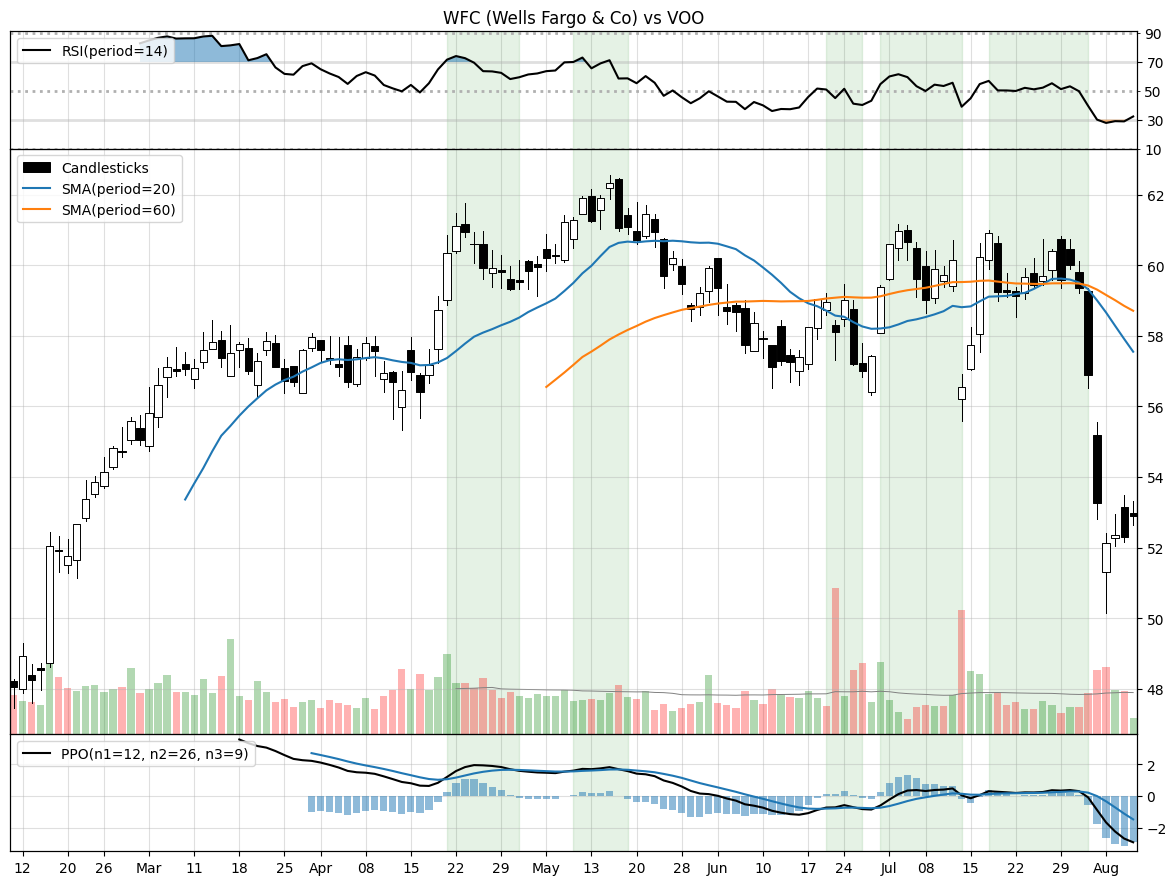 WFC (Wells Fargo & Co) vs VOO
RSI(period=14)
90
70
50
30
10
Candlesticks
SMA(period=20)
SMA(period=60)
62
60
58
56
54
52
50
48
PPO(n1=12, n2=26, n3=9)
2
0
−2
12 20 26 Mar 11 18 25 Apr 08 15 22 29 May 13 20 28 Jun 10 17 24 Jul 08 15 22 29 Aug